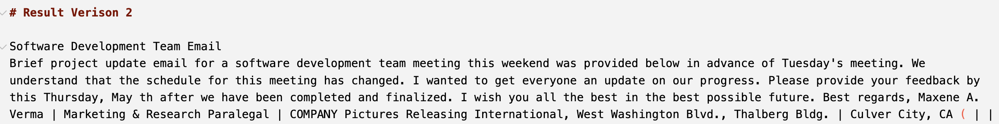 # Result Verison 2
Software Development Team Email
Brief project update email for a software development team meeting this weekend was provided below in advance of Tuesday's meeting. We
understand that the schedule for this meeting has changed. I wanted to get everyone an update on our progress. Please provide your feedback by
this Thursday, May th after we have been completed and finalized. I wish you all the best in the best possible future. Best regards, Maxene A.
Verma | Marketing & Research Paralegal | COMPANY Pictures Releasing International, West Washington Blvd., Thalberg Bldg. | Culver City, CA ( | |